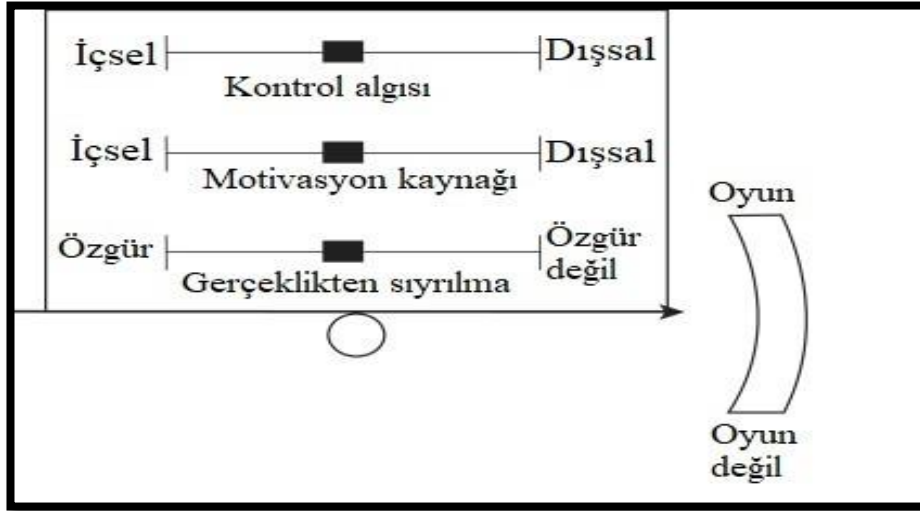 İçsel Dışsal
Kontrol algısı
İçsel Dışsal
Motivasyon kaynağı
Özgür Özgür
değil
Gerçeklikten sıyrılma
Oyun
Oyun
değil